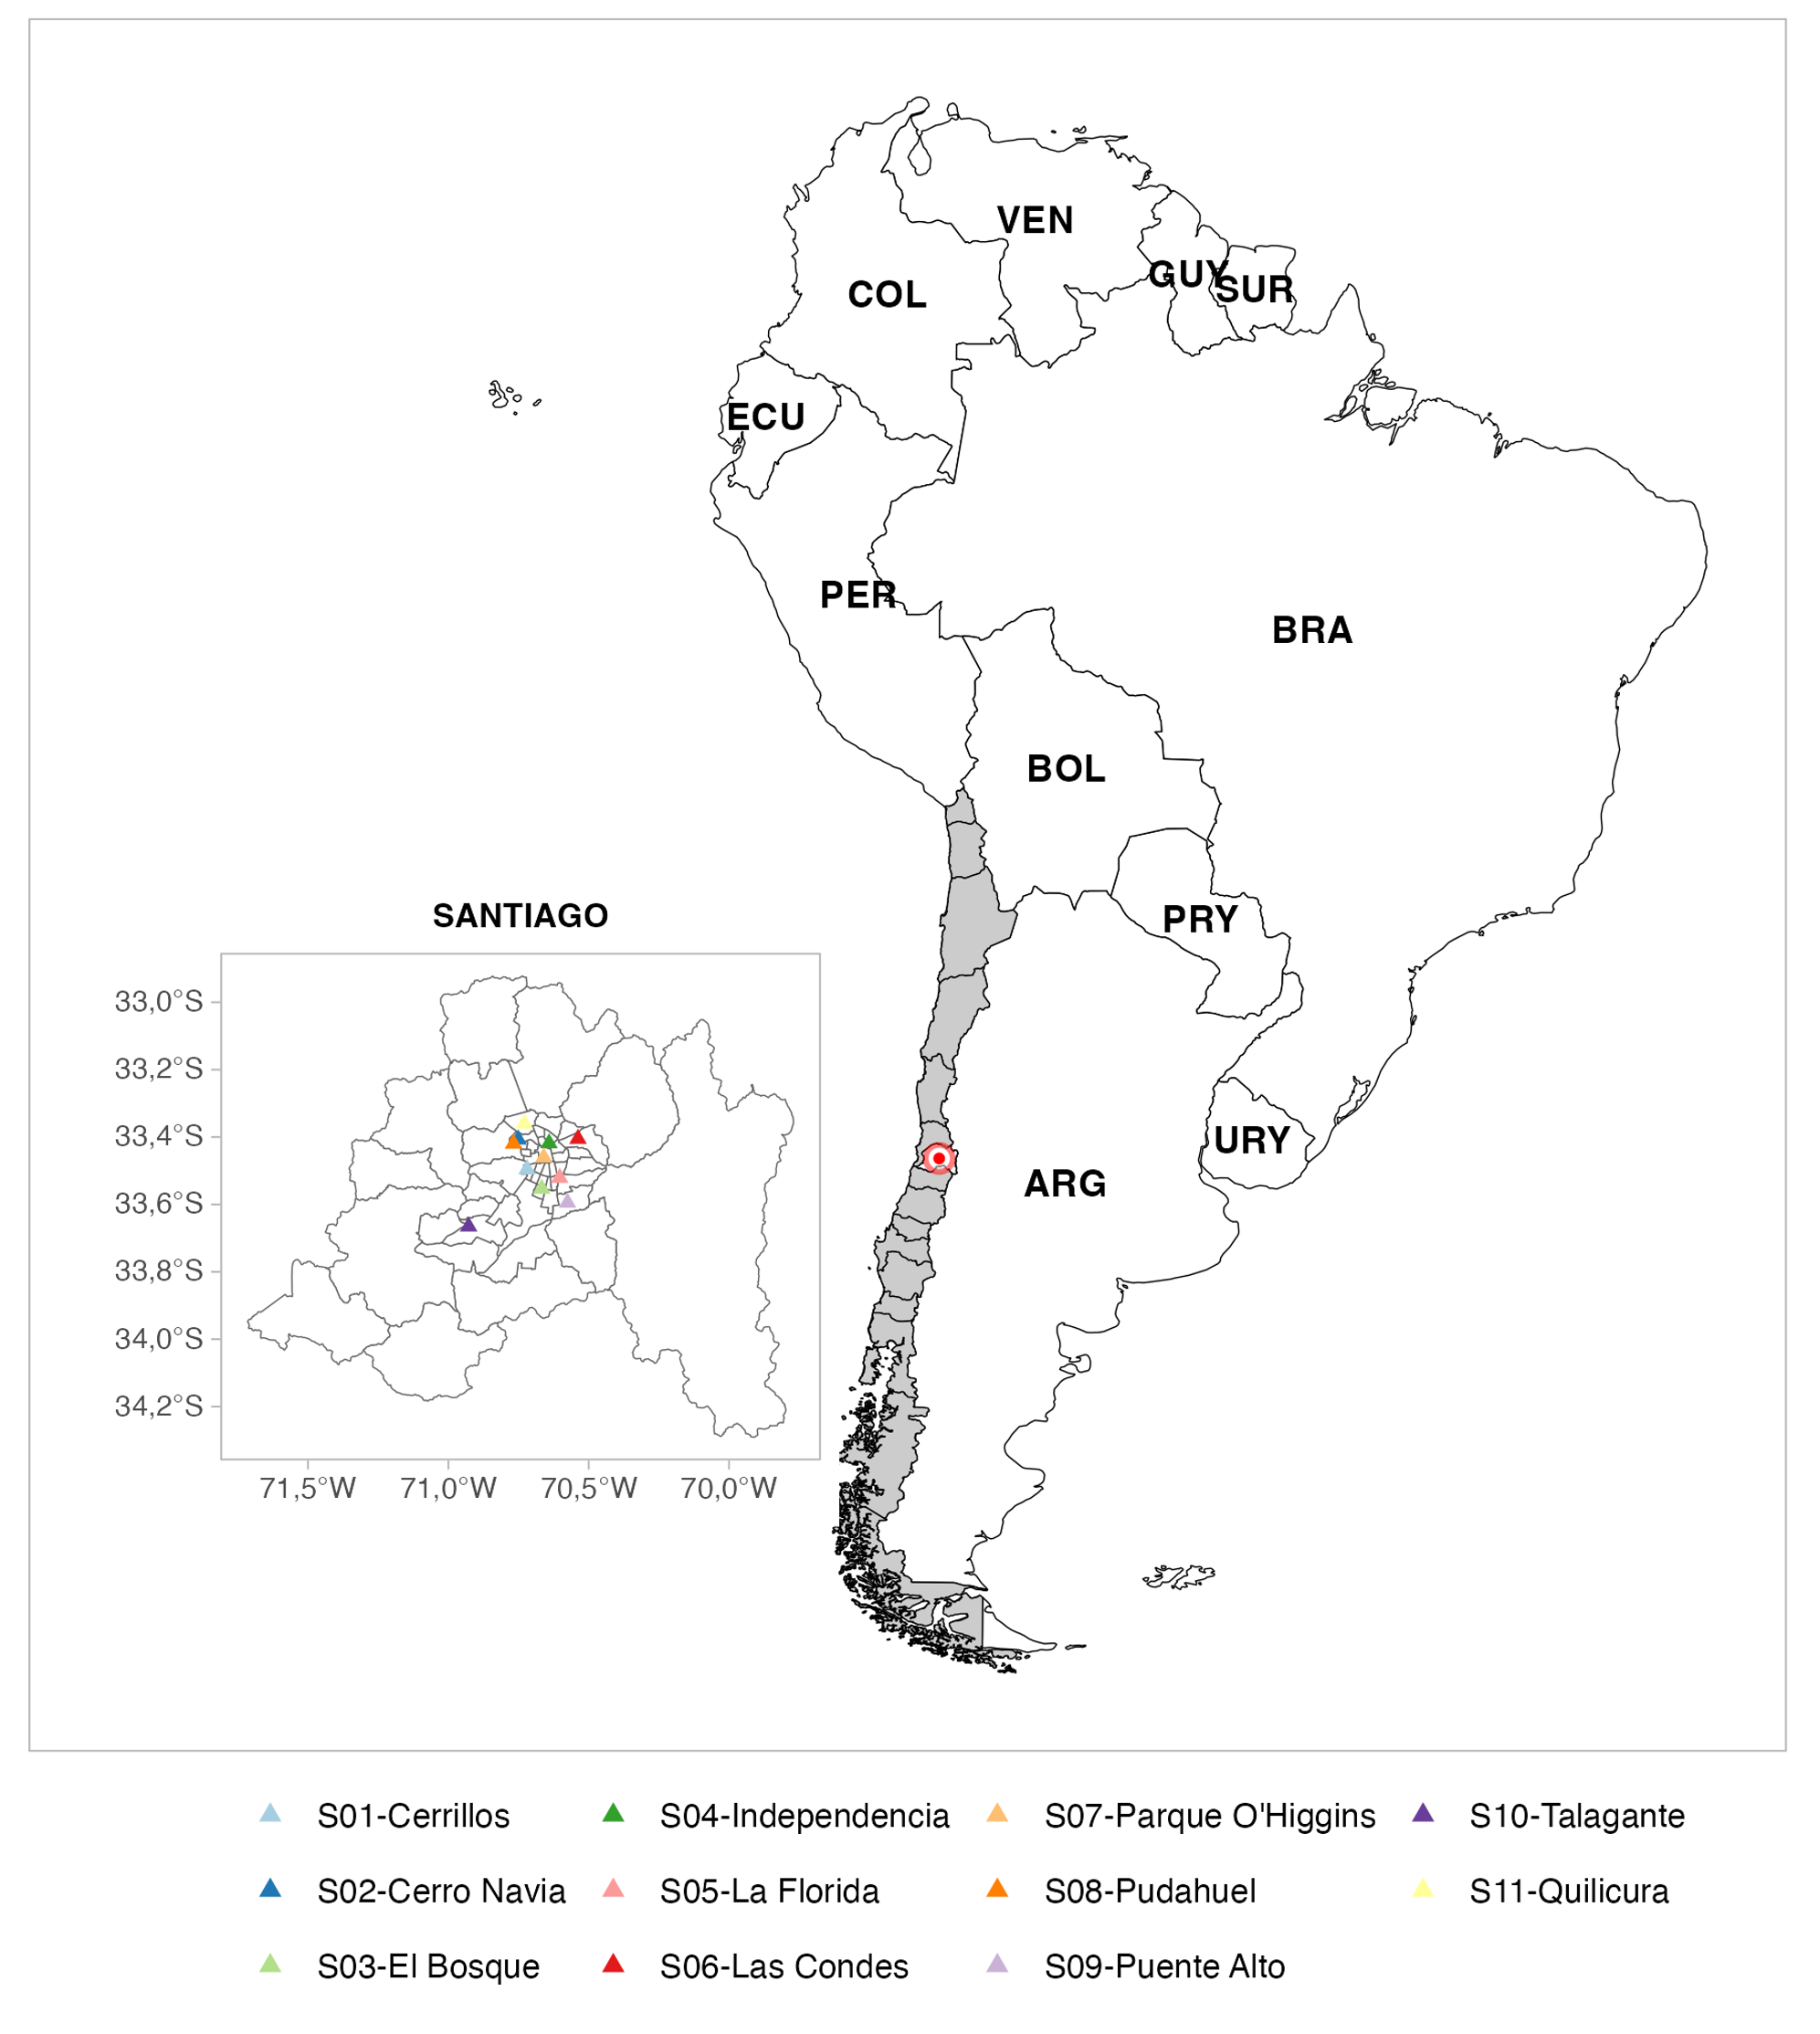 VEN
GUY
SUR
COL
ECU
PER
BRA
BOL
PRY
SANTIAGO
33,0°S
33,2°S
33,4°S
33,6°S
33,8°S
34.0°S
34,2°S
71,5°W 71,0°W 70,5°W 70,0°W
URY
ARG
S01-Cerrillos S04-Independencia S07-Parque O'Higgins S10-Talagante
S02-Cerro Navia S05-La Florida S08-Pudahuel S11-Quilicura
S03-El Bosque S06-Las Condes S09-Puente Alto